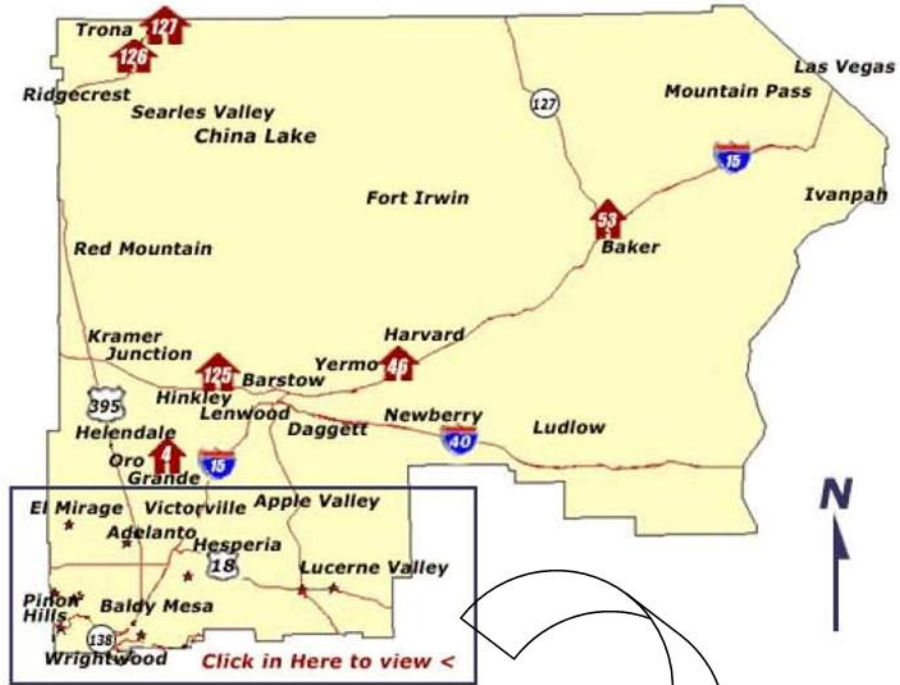 Trona
127
126
Ridgecrest
Searles Valley
China Lake
Las Vegas
Mountain Pass
127
15
Fort Irwin
Ivanpah
53
Baker
Red Mountain
Kramer
Junction
Harvard
Yermo
46
125
Barstow
Hinkley
Lenwood
395
Daggett
Newberry
40
Ludlow
Helendale
Oro
Grande
4
15
N
El Mirage
Victorville
Apple Valley
Adelanto
Hesperia
18
Lucerne Valley
Pinon
Hills
Baldy Mesa
138
Wrightwood
Click in Here to view <